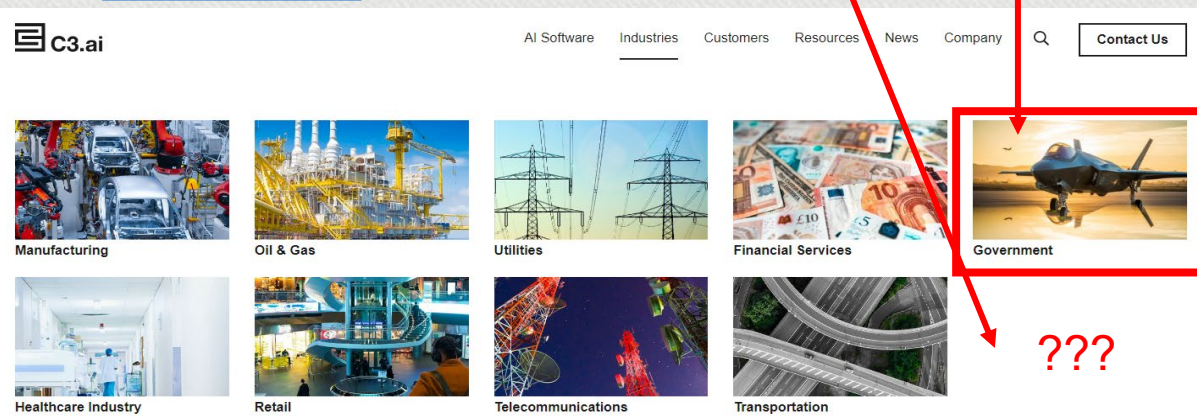 C3.ai
AI Software Industries Customers Resources News Company Contact Us
Manufacturing Oil & Gas Utilities Financial Services Government
???
Healthcare Industry Retail Telecommunications Transportation